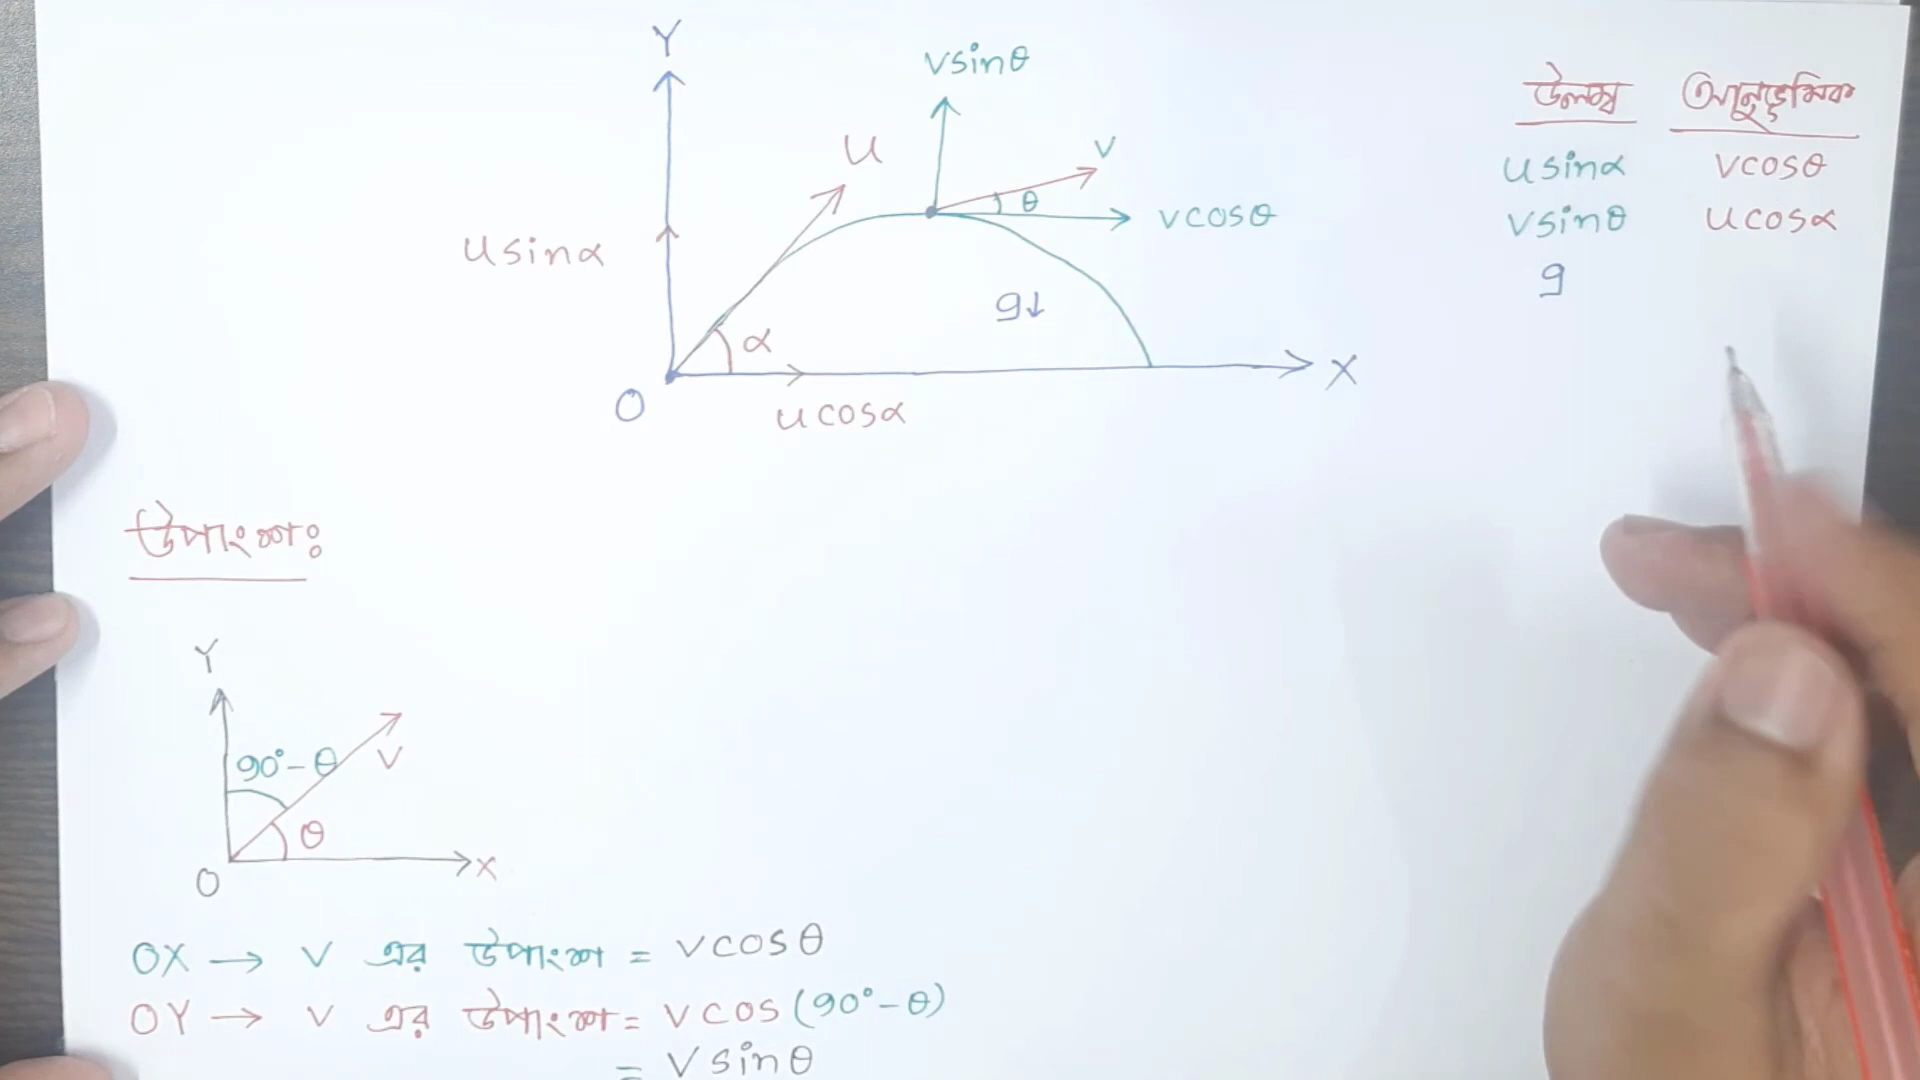 Y
vsinθ
u
v
θ
vcosθ
usinα
g↓
α
X
O
ucosα
উলম্ব আনুভূমিক
usinα vcosθ
vsinθ ucosα
g
উপাংশঃ
Y
90°-θ
v
θ
X
O
OX → v এর উপাংশ = vcosθ
OY → v এর উপাংশ = vcos(90°-θ)
= vsinθ